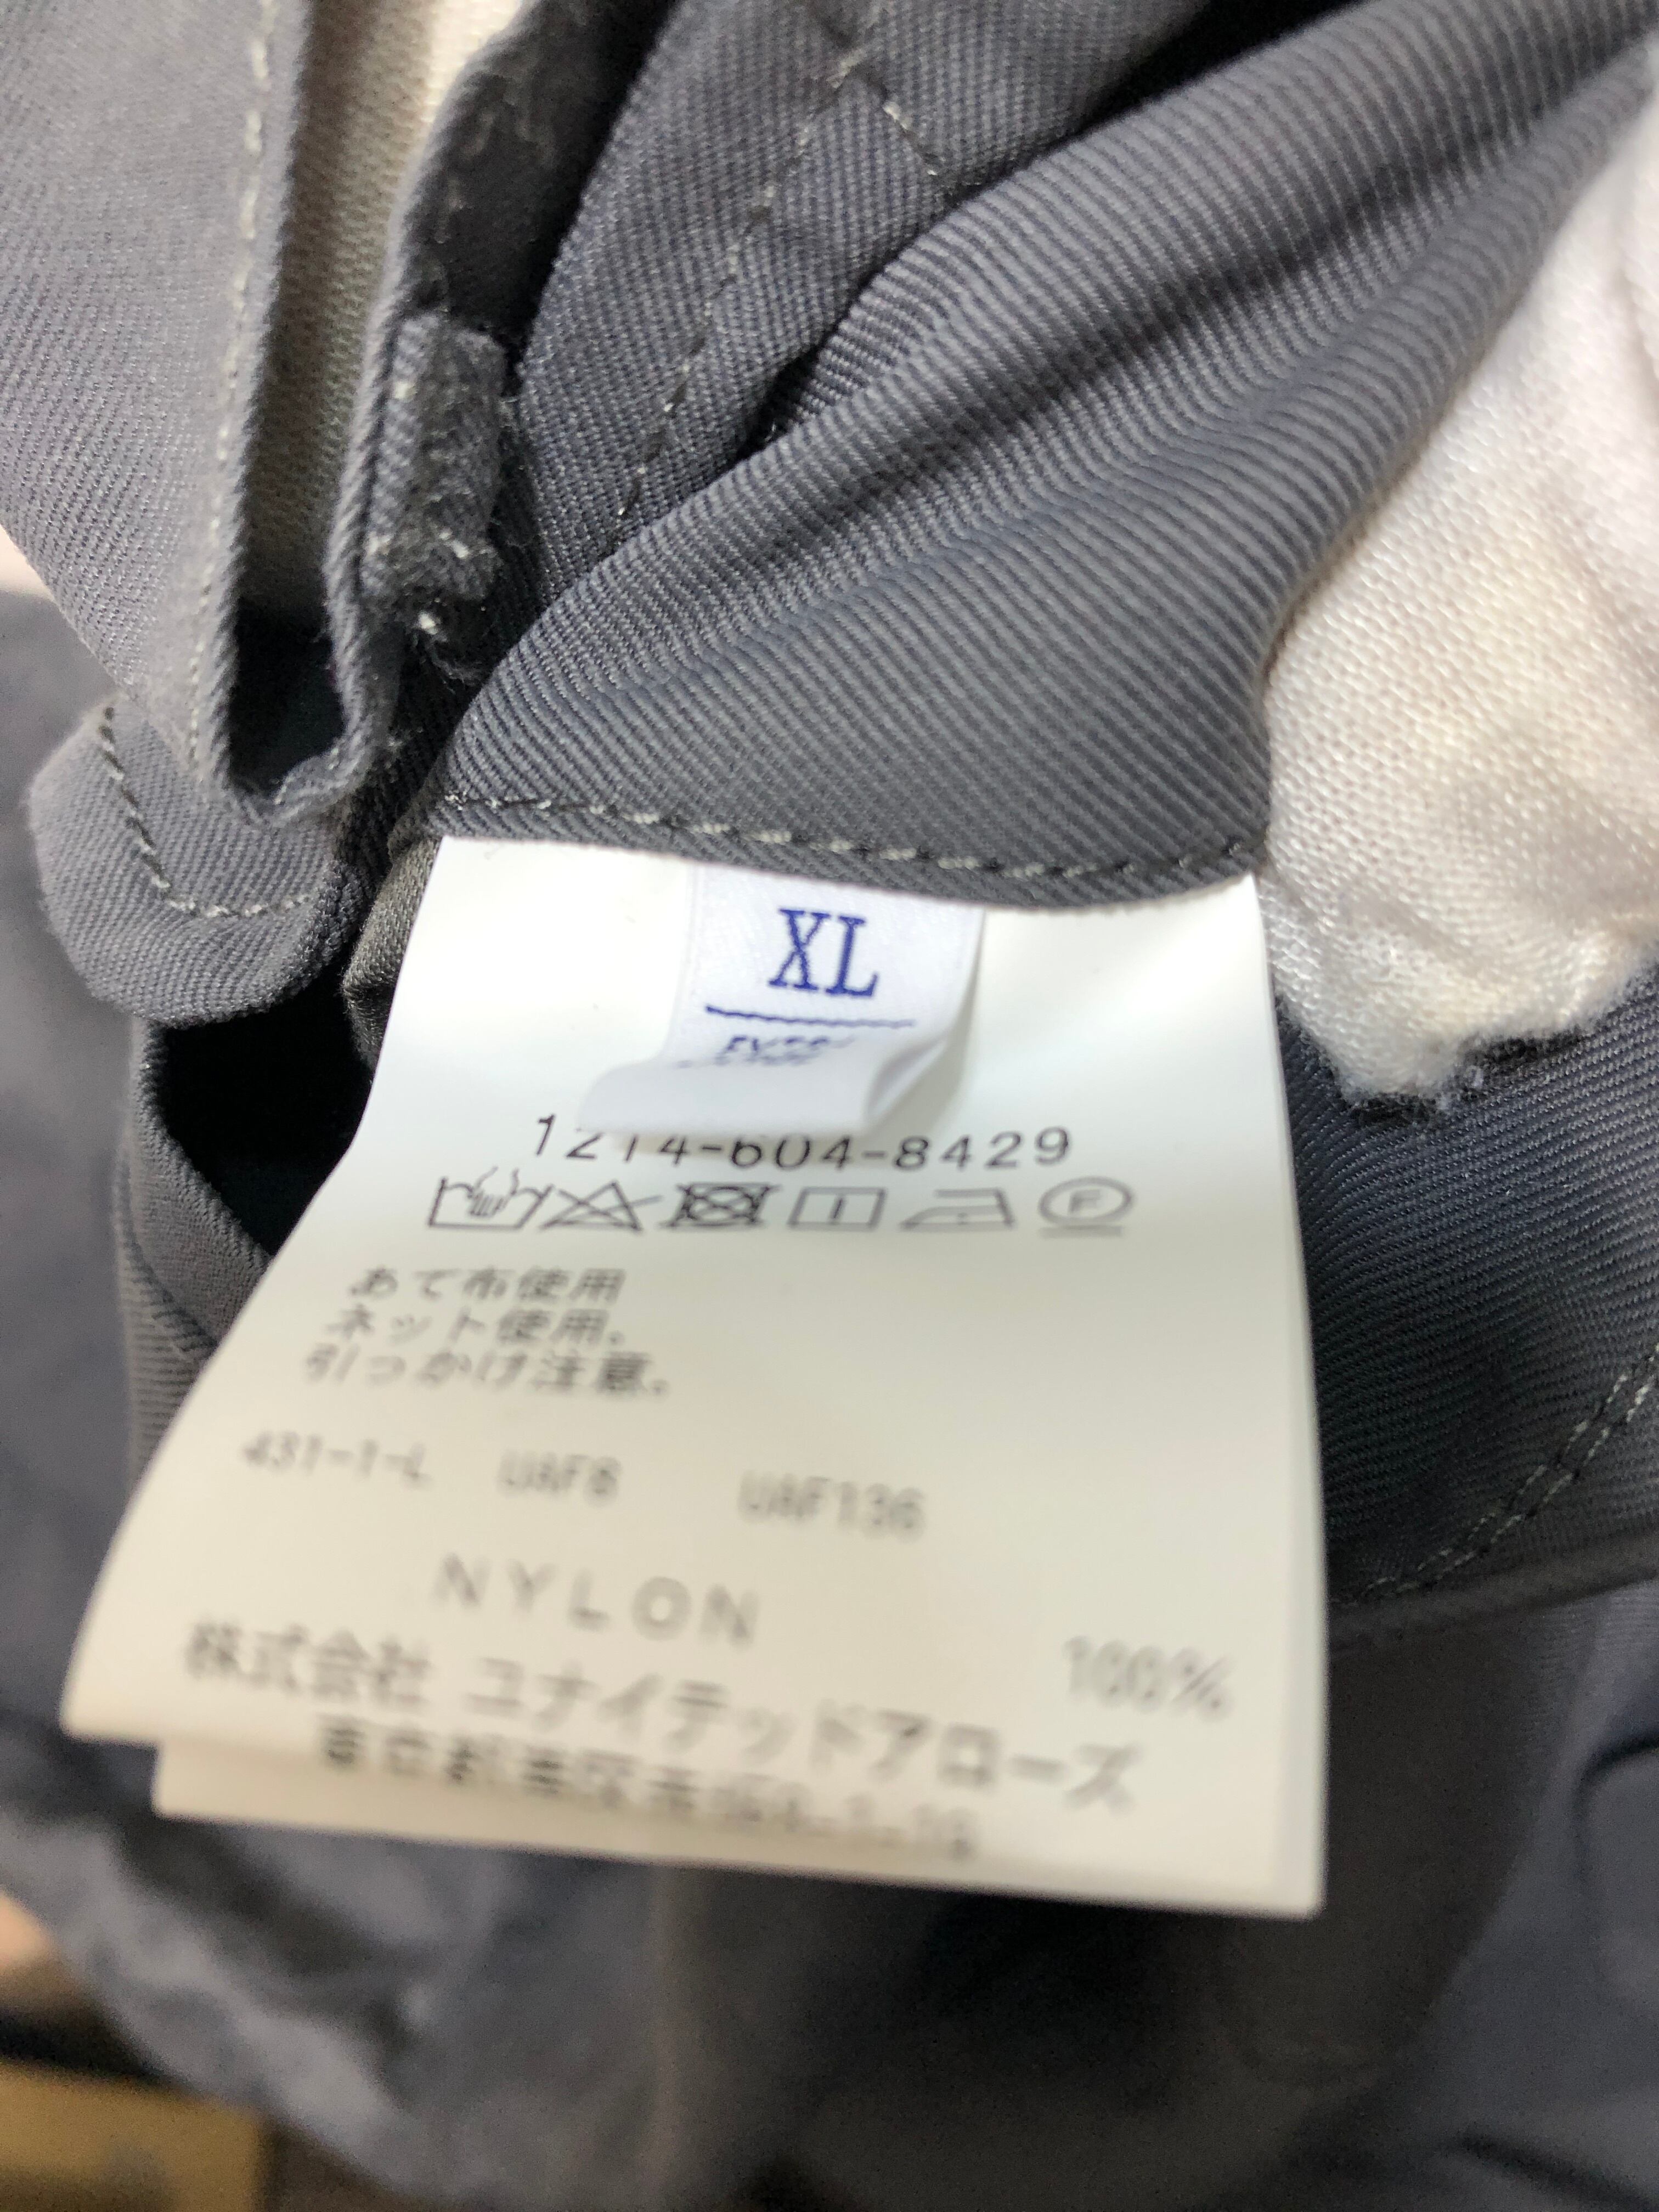 XL
1214-604-8429
F
あて布使用
ネット使用。
引っかけ注意。
431-1-L UAF8 UAF136
NYLON
100%
株式会社 ユナイテッドアローズ